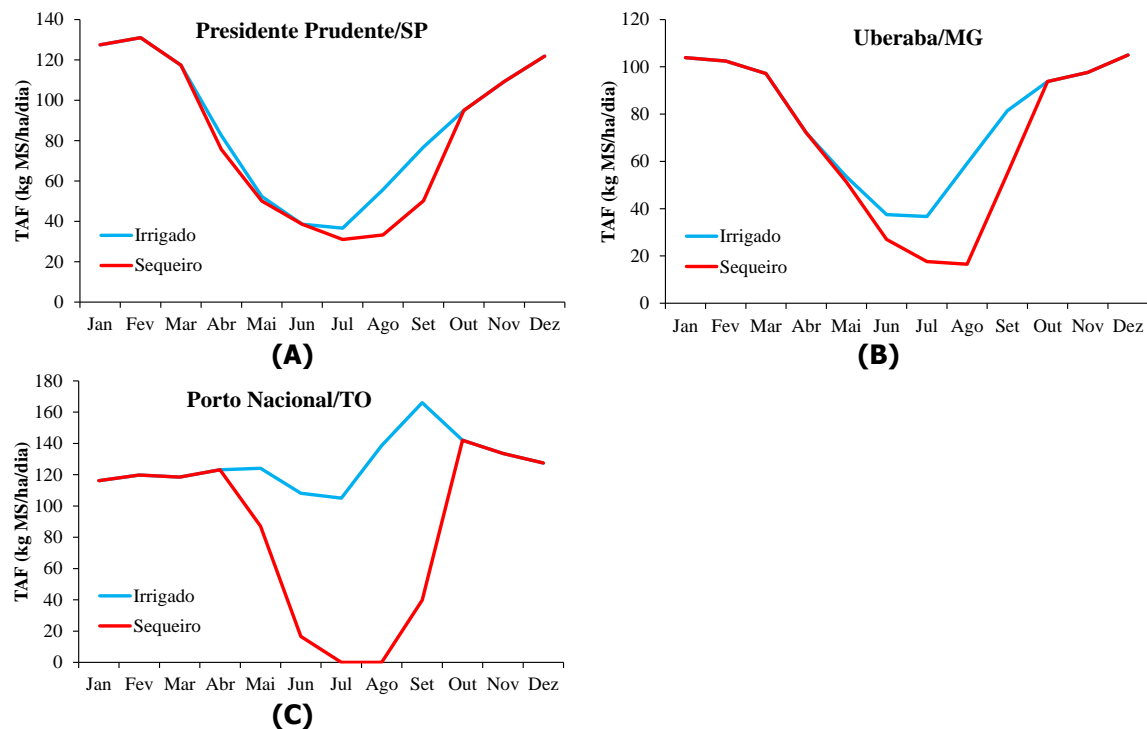 Presidente Prudente/SP
TAF (kg MS/ha/dia)
140
120
100
80
60
40
20
0
Irrigado
Sequeiro
Jan Fev Mar Abr Mai Jun Jul Ago Set Out Nov Dez
(A)
Uberaba/MG
TAF (kg MS/ha/dia)
120
100
80
60
40
20
0
Irrigado
Sequeiro
Jan Fev Mar Abr Mai Jun Jul Ago Set Out Nov Dez
(B)
Porto Nacional/TO
TAF (kg MS/ha/dia)
180
160
140
120
100
80
60
40
20
0
Irrigado
Sequeiro
Jan Fev Mar Abr Mai Jun Jul Ago Set Out Nov Dez
(C)